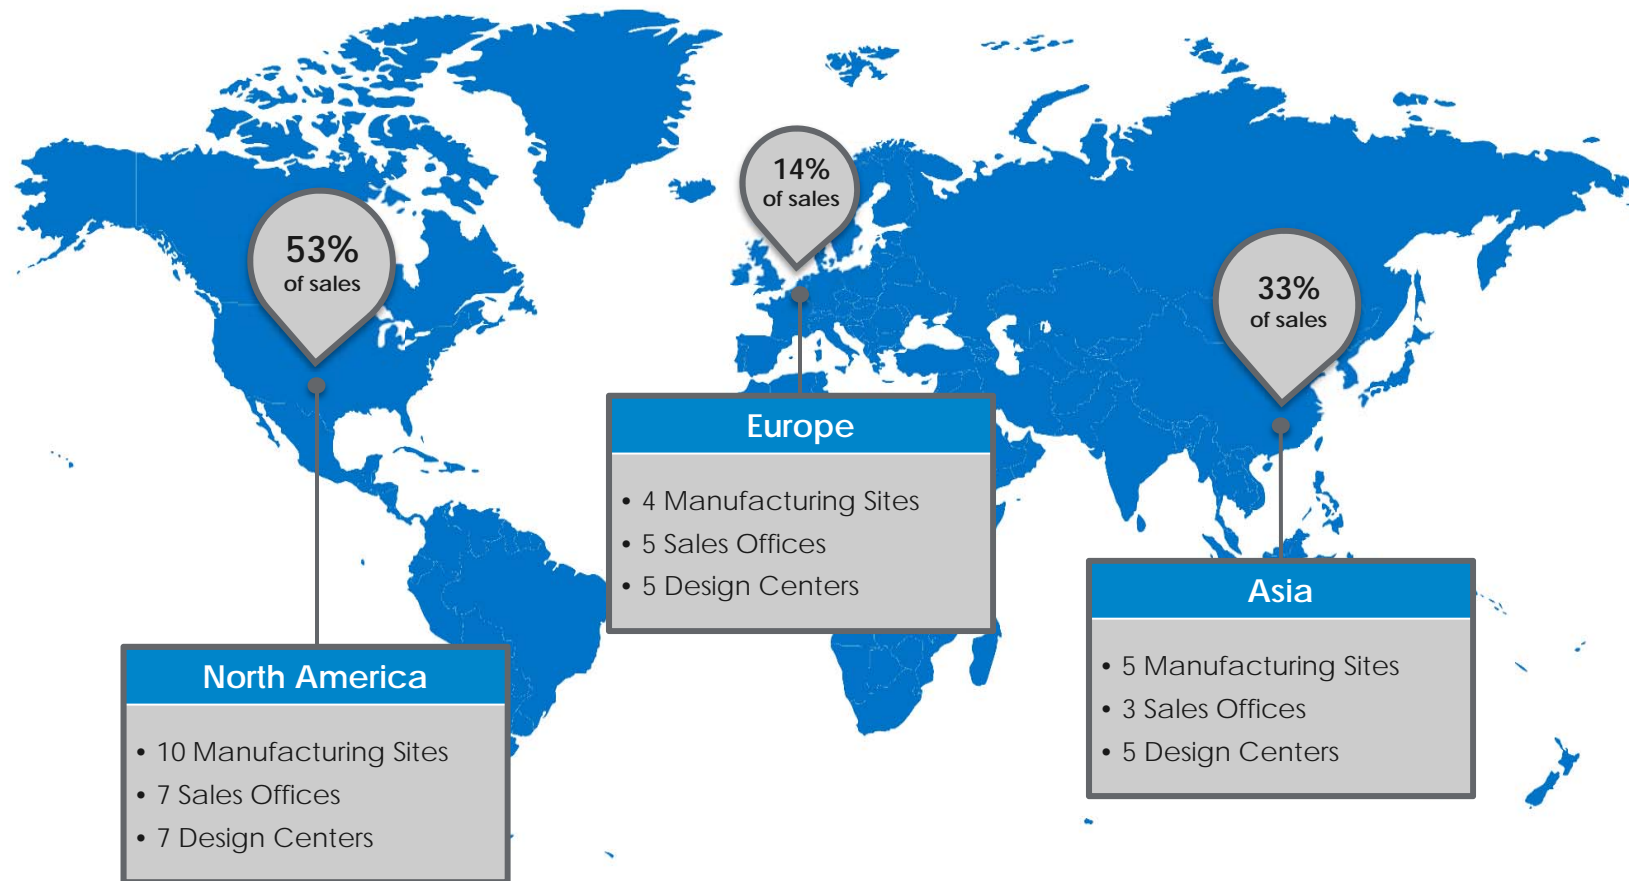 53%
of sales
14%
of sales
33%
of sales
North America
• 10 Manufacturing Sites
• 7 Sales Offices
• 7 Design Centers
Europe
• 4 Manufacturing Sites
• 5 Sales Offices
• 5 Design Centers
Asia
• 5 Manufacturing Sites
• 3 Sales Offices
• 5 Design Centers